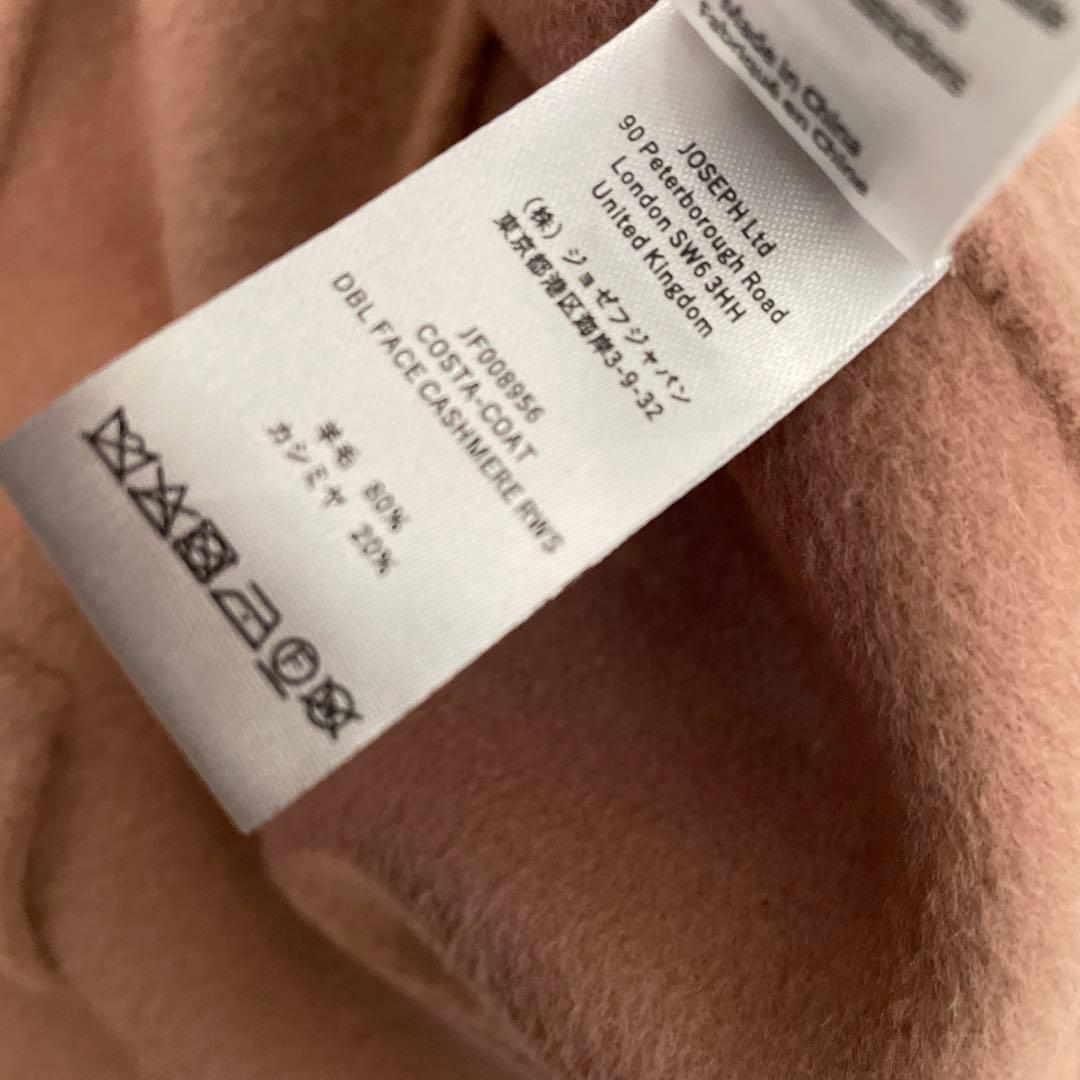 Made in China
Fabriqué en Chine
JOSEPH Ltd
90 Peterborough Road
London SW6 3HH
United Kingdom
(株) ジョゼフジャパン
東京都港区海岸3-9-32
JF008956
COSTA-COAT
DBL FACE CASHMERE RWS
羊毛 80%
カシミヤ 20%
F